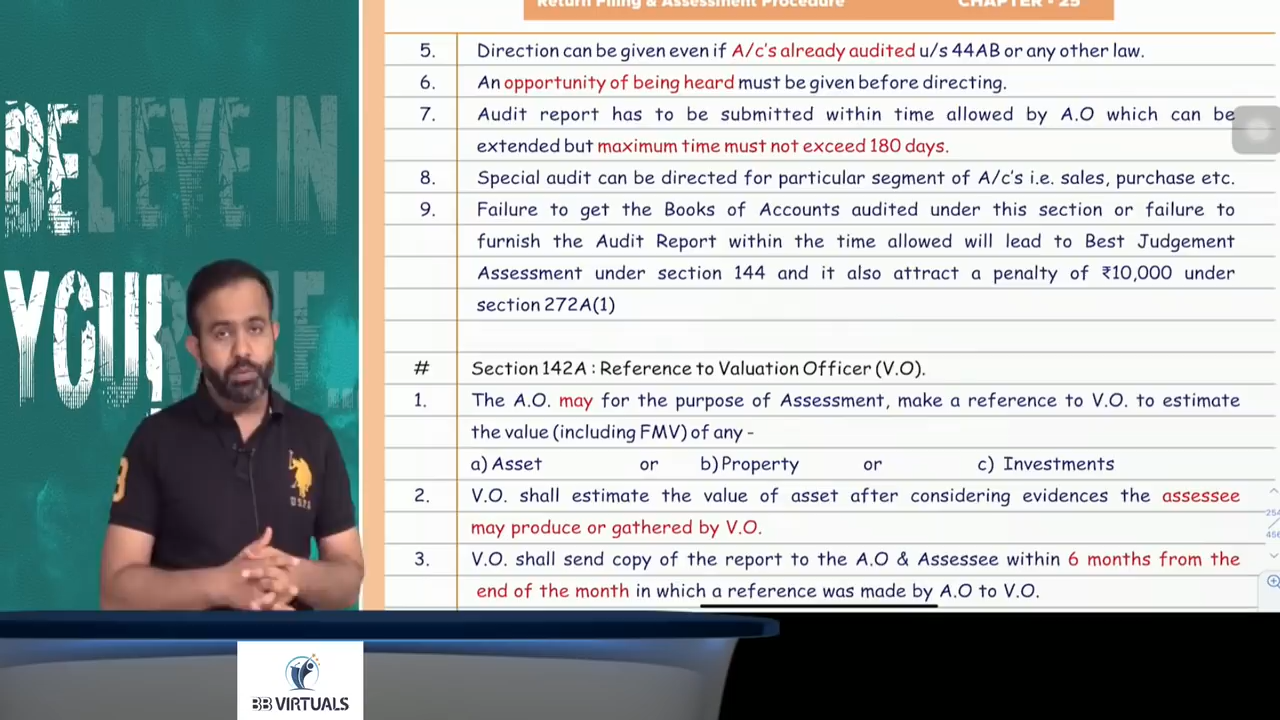 Return Filing & Assessment Procedure CHAPTER - 25
5. Direction can be given even if A/c's already audited u/s 44AB or any other law.
6. An opportunity of being heard must be given before directing.
7. Audit report has to be submitted within time allowed by A.O which can be
extended but maximum time must not exceed 180 days.
8. Special audit can be directed for particular segment of A/c's i.e. sales, purchase etc.
9. Failure to get the Books of Accounts audited under this section or failure to
furnish the Audit Report within the time allowed will lead to Best Judgement
Assessment under section 144 and it also attract a penalty of ₹10,000 under
section 272A(1)
# Section 142A : Reference to Valuation Officer (V.O).
1. The A.O. may for the purpose of Assessment, make a reference to V.O. to estimate
the value (including FMV) of any -
a) Asset or b) Property or c) Investments
2. V.O. shall estimate the value of asset after considering evidences the assessee
may produce or gathered by V.O.
3. V.O. shall send copy of the report to the A.O & Assessee within 6 months from the
end of the month in which a reference was made by A.O to V.O.
254
456
BELIEVE IN
3
U.S.P.A.
BB VIRTUALS